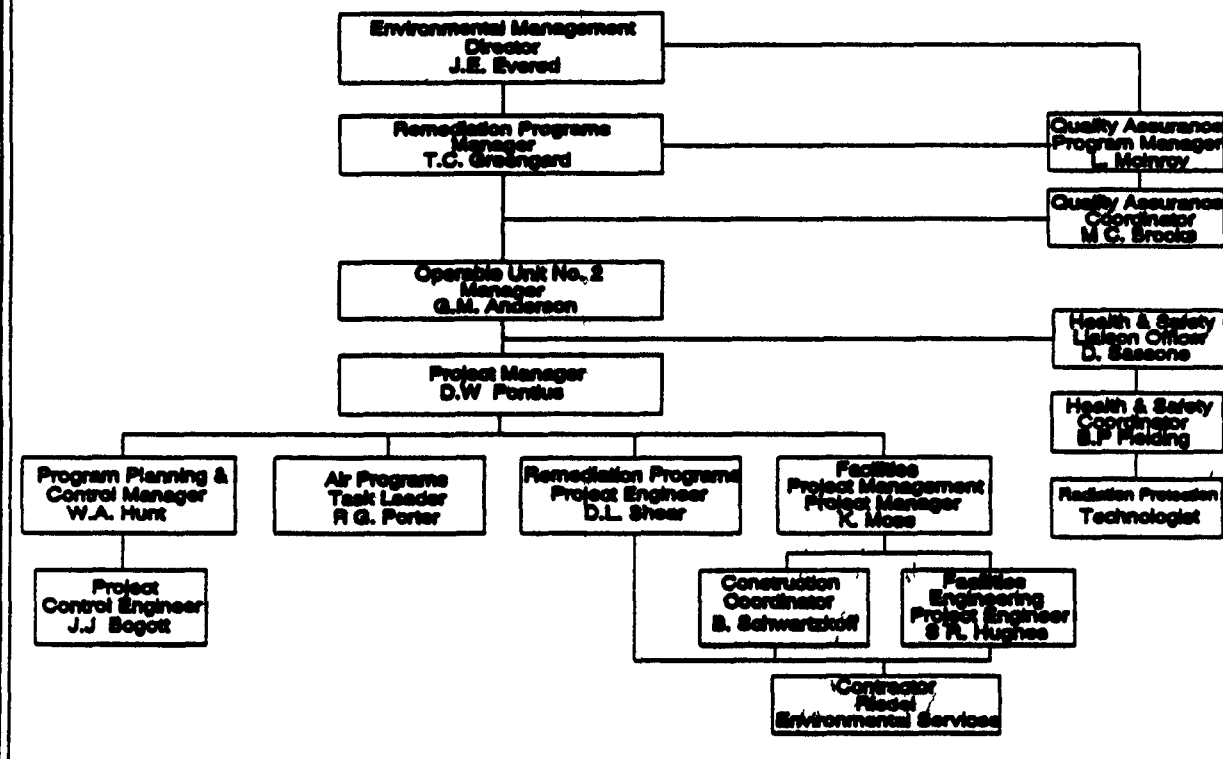 Environmental Management
Director
J.E. Evered
Remediation Programs
Manager
T.C. Greengard
Quality Assurance
Program Manager
L. McInroy
Quality Assurance
Coordinator
M C. Brooks
Operable Unit No. 2
Manager
G.M. Anderson
Health & Safety
Liaison Officer
D. Sassone
Project Manager
D.W Pontius
Health & Safety
Coordinator
B.P Fielding
Program Planning &
Control Manager
W.A. Hunt
Air Programs
Task Leader
R G. Porter
Remediation Programs
Project Engineer
D.L. Shear
Facilities
Project Management
Project Manager
K. Moss
Radiation Protection
Technologist
Project
Control Engineer
J.J Bogott
Construction
Coordinator
B. Schwartzkoff
Facilities
Engineering
Project Engineer
S R. Hughes
Contractor
Riedel
Environmental Services